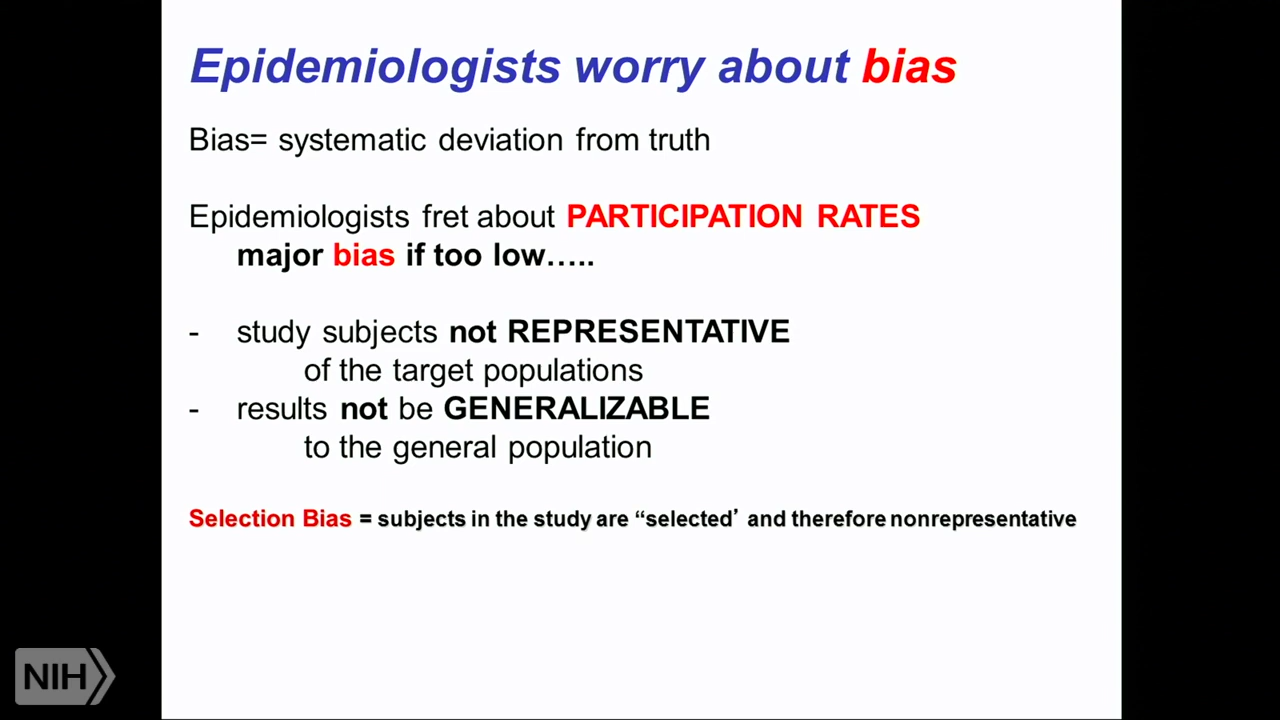 Epidemiologists worry about bias
Bias= systematic deviation from truth
Epidemiologists fret about PARTICIPATION RATES
major bias if too low…..
- study subjects not REPRESENTATIVE
of the target populations
- results not be GENERALIZABLE
to the general population
Selection Bias = subjects in the study are “selected’ and therefore nonrepresentative
NIH